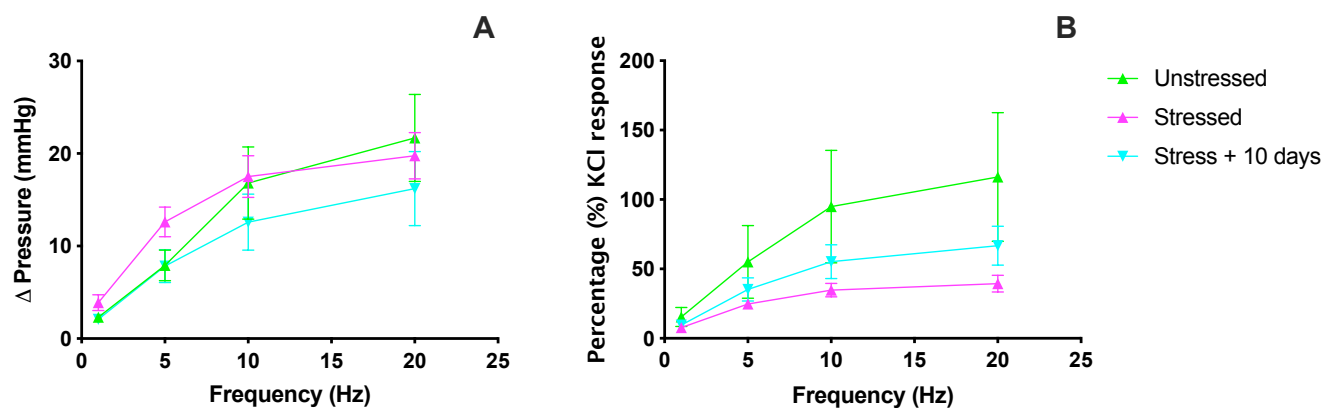 A
Δ Pressure (mmHg)
30
20
10
0
0 5 10 15 20 25
Frequency (Hz)
B
Percentage (%) KCl response
200
150
100
50
0
0 5 10 15 20 25
Frequency (Hz)
Unstressed
Stressed
Stress + 10 days